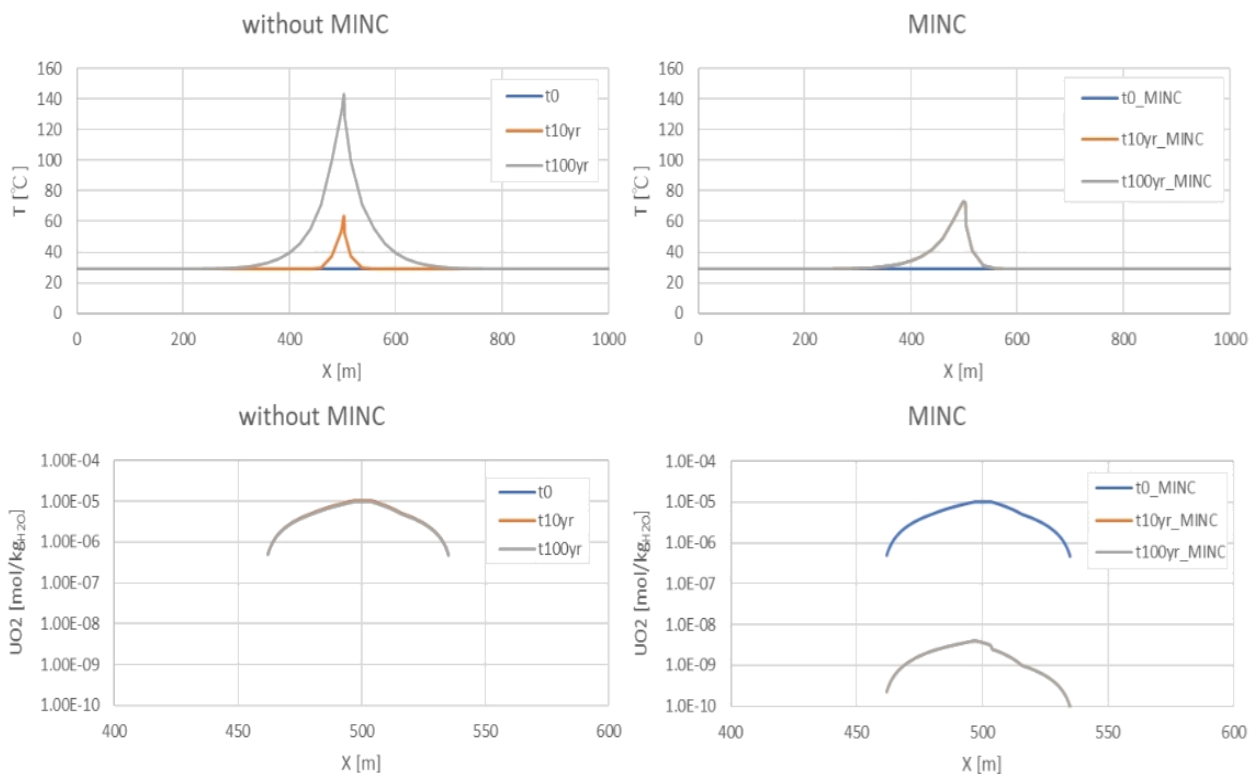 without MINC
160
140
120
100
80
60
40
20
0
T [℃]
0 200 400 600 800 1000
X [m]
t0
t10yr
t100yr
MINC
160
140
120
100
80
60
40
20
0
T [℃]
0 200 400 600 800 1000
X [m]
t0_MINC
t10yr_MINC
t100yr_MINC
without MINC
1.00E-04
1.00E-05
1.00E-06
1.00E-07
1.00E-08
1.00E-09
1.00E-10
UO2 [mol/kgH2O]
400 450 500 550 600
X [m]
t0
t10yr
t100yr
MINC
1.0E-04
1.0E-05
1.0E-06
1.0E-07
1.0E-08
1.0E-09
1.0E-10
UO2 [mol/kgH2O]
400 450 500 550 600
X [m]
t0_MINC
t10yr_MINC
t100yr_MINC